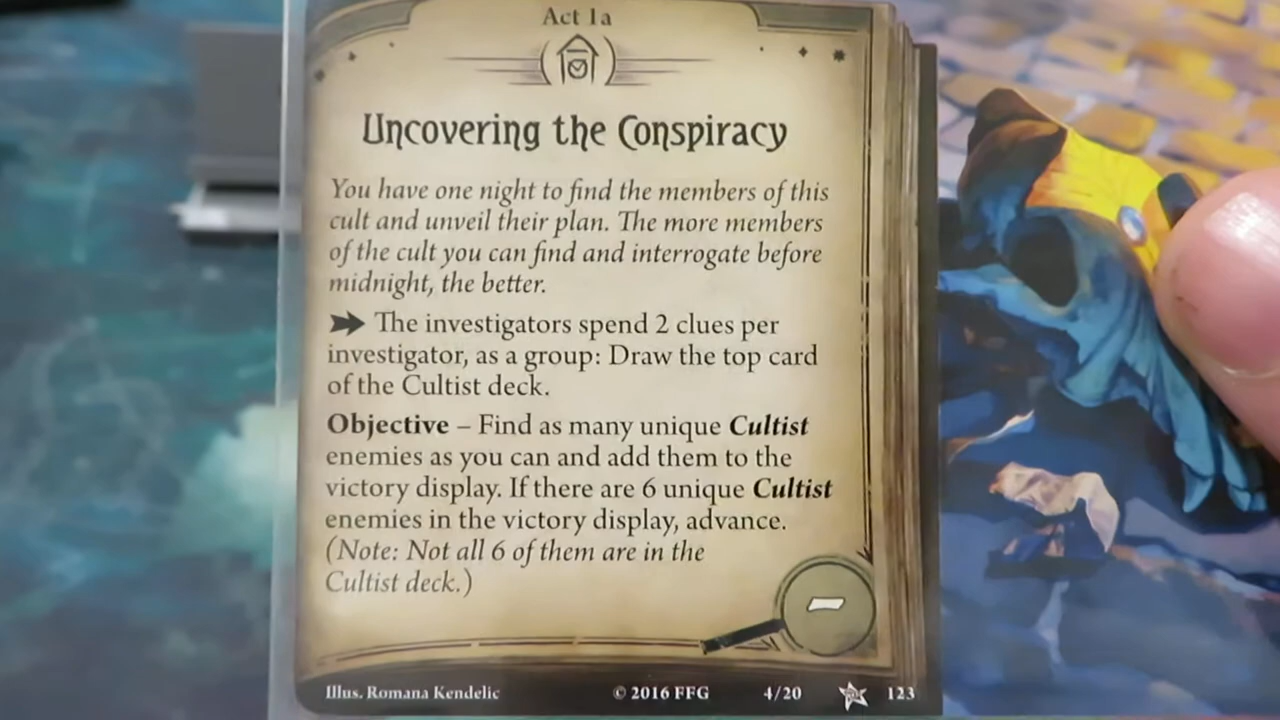 Act 1a
Uncovering the Conspiracy
You have one night to find the members of this
cult and unveil their plan. The more members
of the cult you can find and interrogate before
midnight, the better.
The investigators spend 2 clues per
investigator, as a group: Draw the top card
of the Cultist deck.
Objective – Find as many unique Cultist
enemies as you can and add them to the
victory display. If there are 6 unique Cultist
enemies in the victory display, advance.
(Note: Not all 6 of them are in the
Cultist deck.)
–
Illus. Romana Kendelic © 2016 FFG 4/20 123